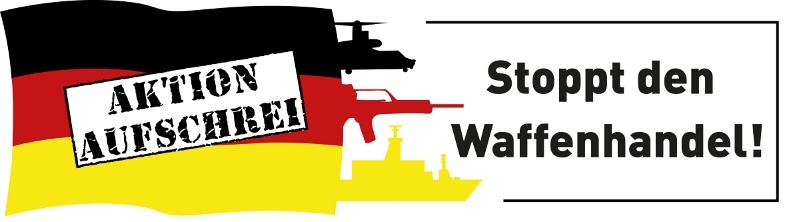 AKTION
AUFSCHREI
Stoppt den
Waffenhandel!